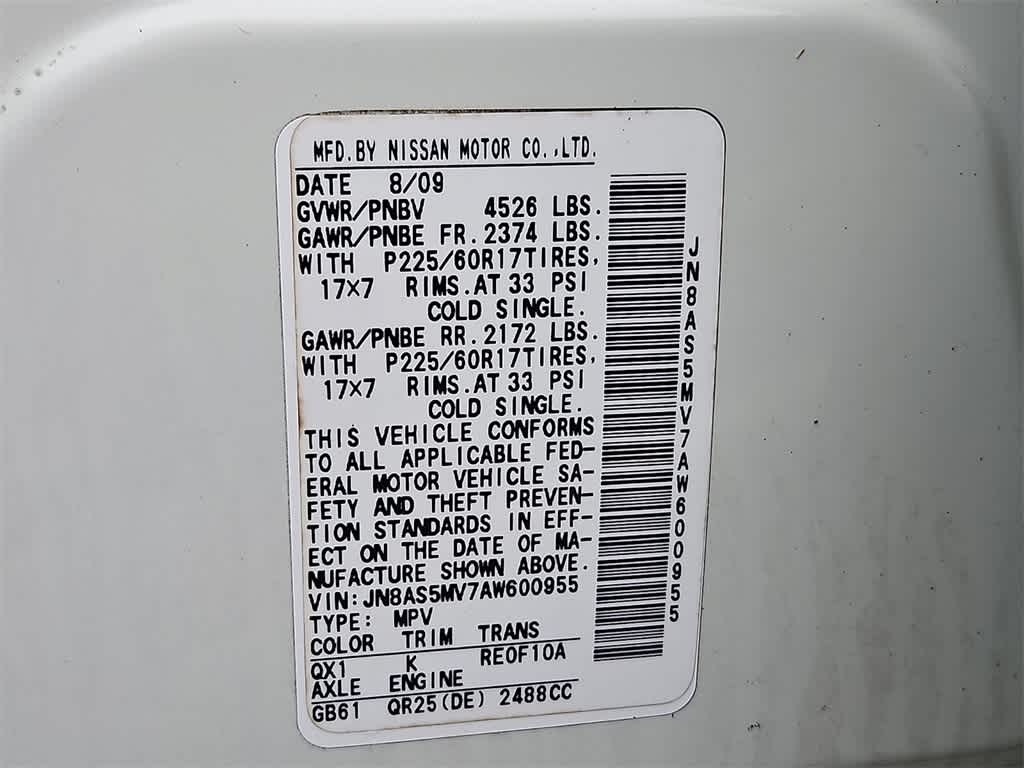 MFD.BY NISSAN MOTOR CO.,LTD.
DATE 8/09
GVWR/PNBV 4526 LBS.
GAWR/PNBE FR.2374 LBS.
WITH P225/60R17TIRES,
17×7 RIMS.AT 33 PSI
COLD SINGLE.
GAWR/PNBE RR.2172 LBS.
WITH P225/60R17TIRES,
17×7 RIMS.AT 33 PSI
COLD SINGLE.
THIS VEHICLE CONFORMS
TO ALL APPLICABLE FED-
ERAL MOTOR VEHICLE SA-
FETY AND THEFT PREVEN-
TION STANDARDS IN EFF-
ECT ON THE DATE OF MA-
NUFACTURE SHOWN ABOVE.
VIN:JN8AS5MV7AW600955
TYPE: MPV
COLOR TRIM TRANS
QX1 K RE0F10A
AXLE ENGINE
GB61 QR25(DE) 2488CC
JN8AS5MV7AW600955